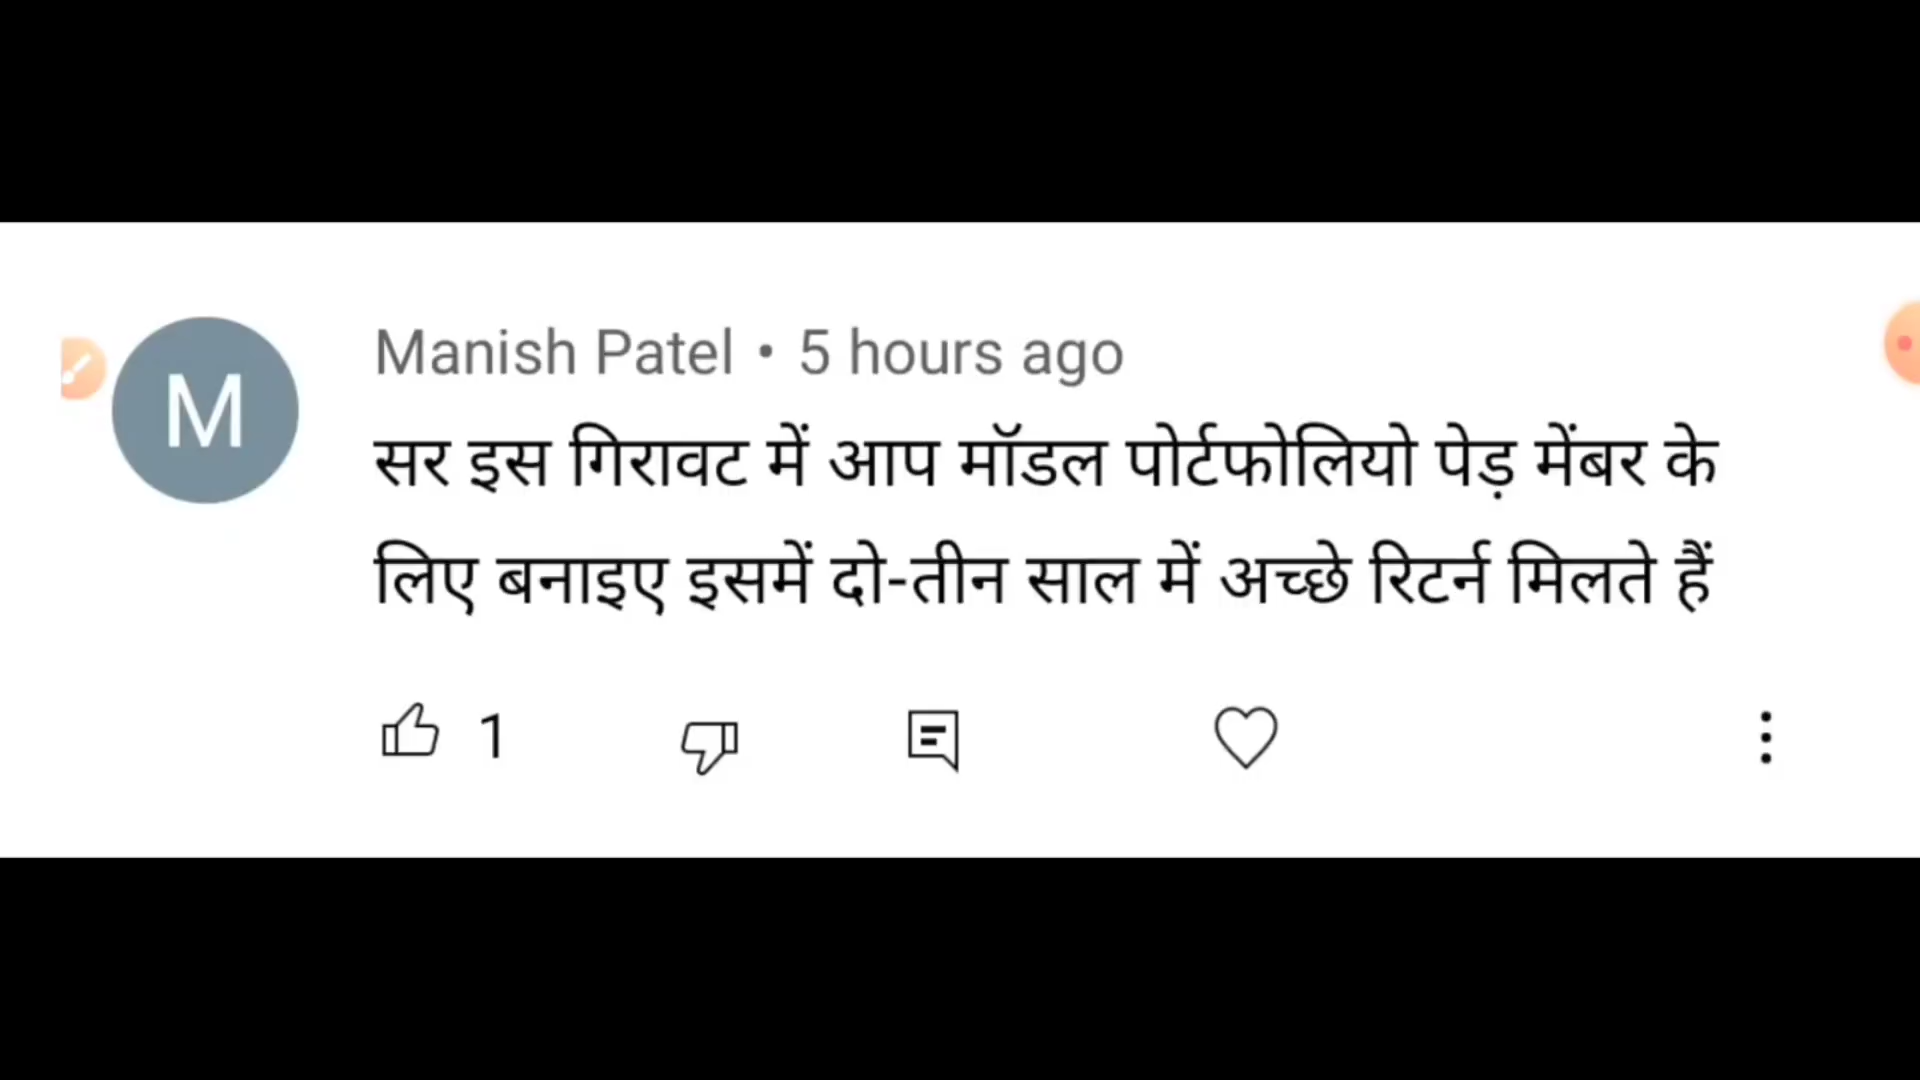 M
Manish Patel • 5 hours ago
सर इस गिरावट में आप मॉडल पोर्टफोलियो पेड़ मेंबर के
लिए बनाइए इसमें दो-तीन साल में अच्छे रिटर्न मिलते हैं
1